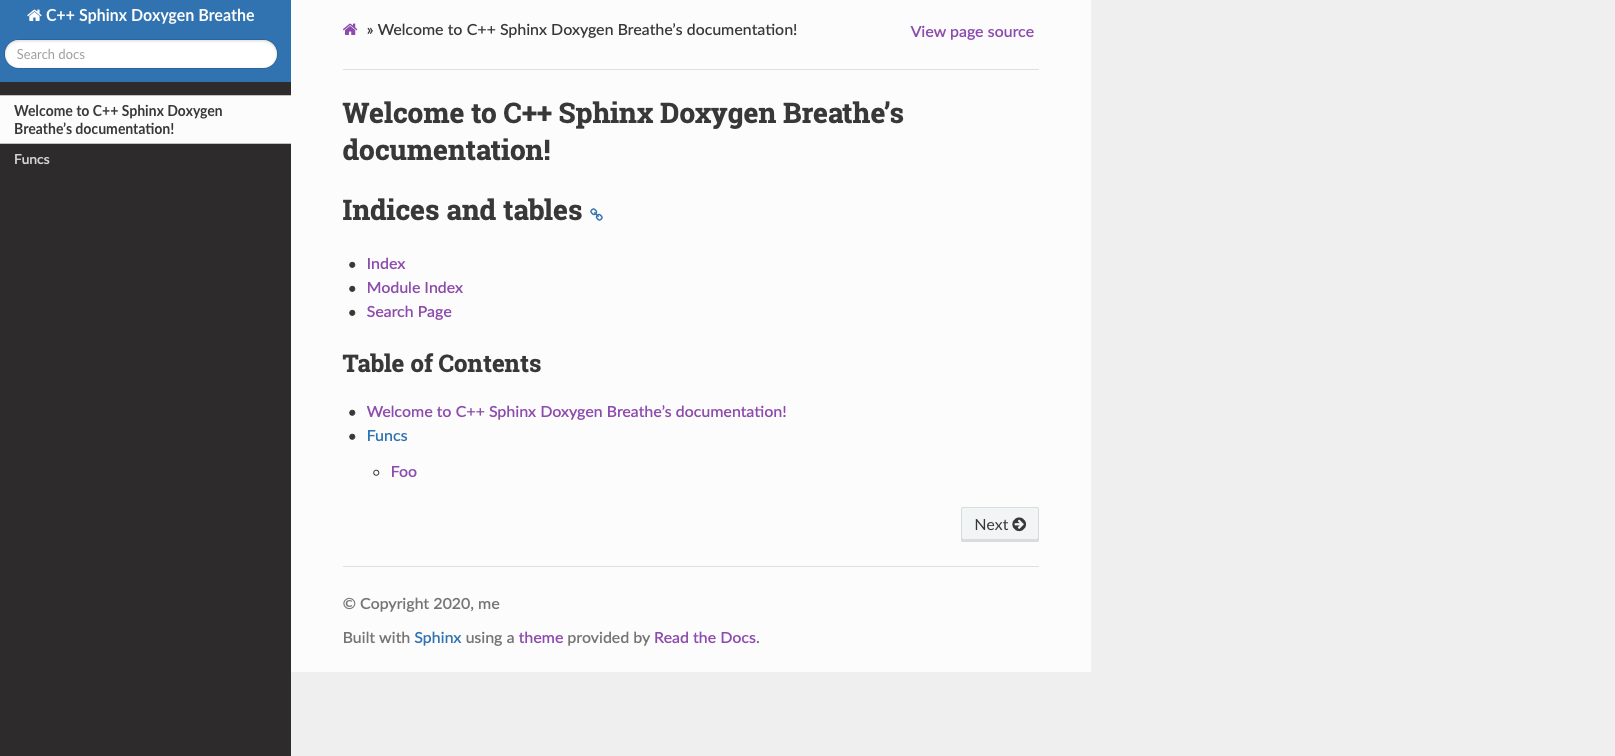 C++ Sphinx Doxygen Breathe
Search docs
Welcome to C++ Sphinx Doxygen
Breathe’s documentation!
Funcs
» Welcome to C++ Sphinx Doxygen Breathe’s documentation!
View page source
Welcome to C++ Sphinx Doxygen Breathe’s
documentation!
Indices and tables
Index
Module Index
Search Page
Table of Contents
Welcome to C++ Sphinx Doxygen Breathe’s documentation!
Funcs
Foo
Next
© Copyright 2020, me
Built with Sphinx using a theme provided by Read the Docs.